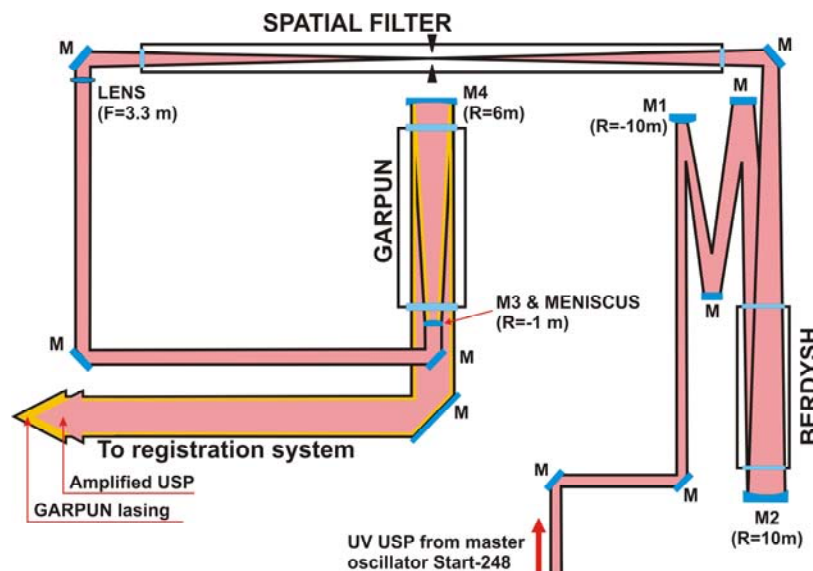 SPATIAL FILTER
M
M
LENS
(F=3.3 m)
M4
(R=6m)
M1
(R=-10m)
M
GARPUN
M3 & MENISCUS
(R=-1 m)
M
BERDYSH
M
M
M
To registration system
Amplified USP
GARPUN lasing
M
M
M2
(R=10m)
UV USP from master
oscillator Start-248